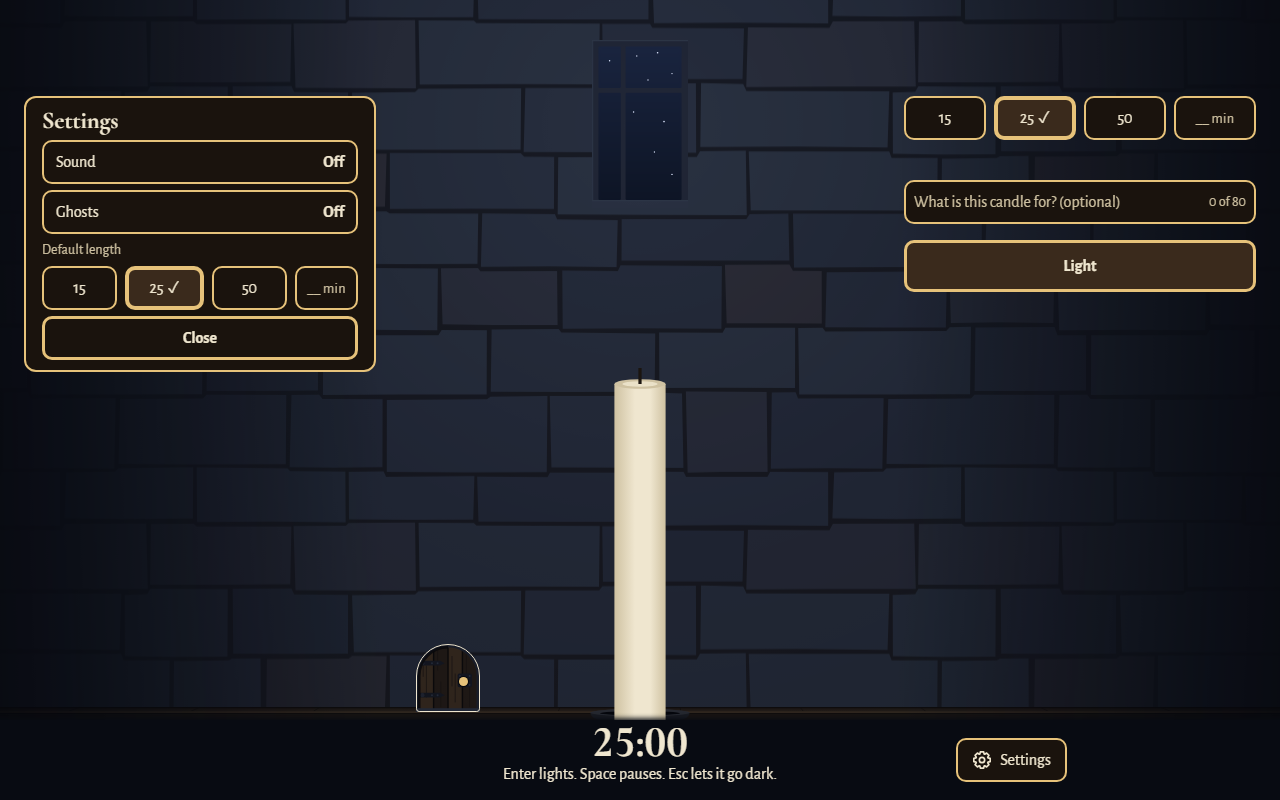 Settings
Sound Off
Ghosts Off
Default length
15 25 ✓ 50 __ min
Close
15 25 ✓ 50 __ min
What is this candle for? (optional) 0 of 80
Light
25:00
Enter lights. Space pauses. Esc lets it go dark.
Settings